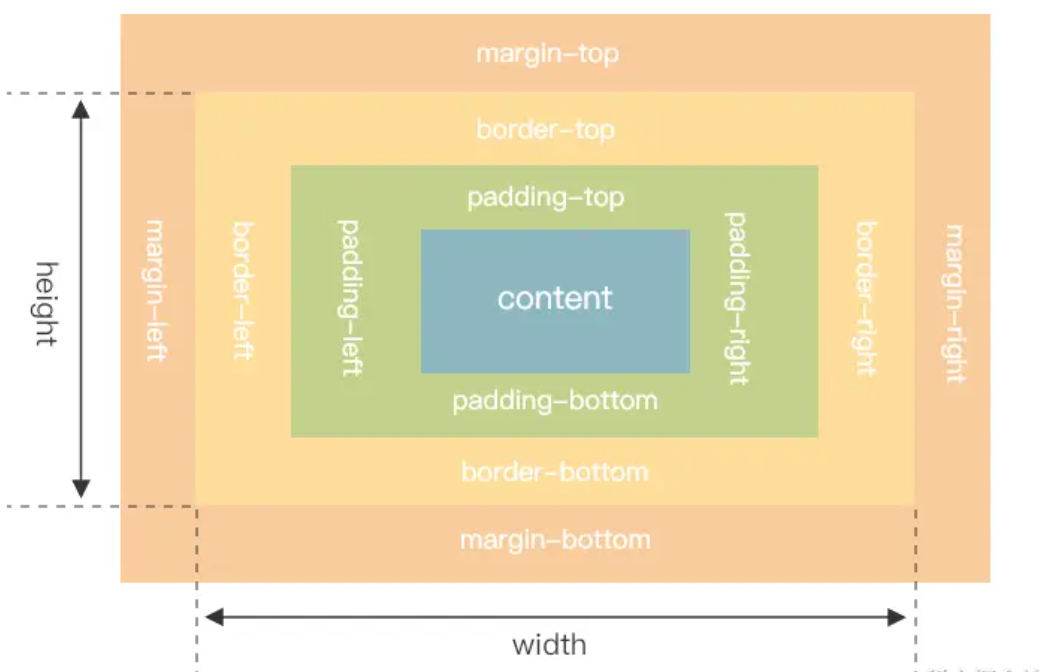 margin-top
border-top
padding-top
height
margin-left
border-left
padding-left
content
padding-right
border-right
margin-right
padding-bottom
border-bottom
margin-bottom
width